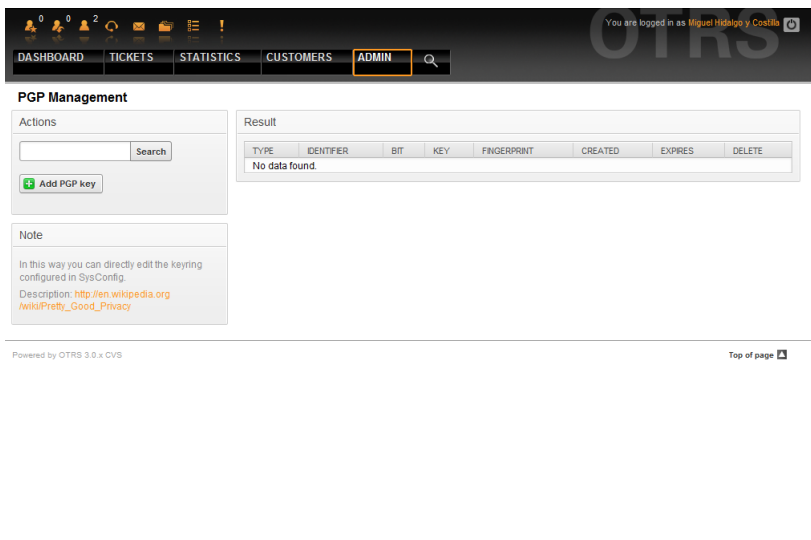 0 0 2
You are logged in as Miguel Hidalgo y Costilla
OTRS
DASHBOARD TICKETS STATISTICS CUSTOMERS ADMIN
PGP Management
Actions
Search
Add PGP key
Result
TYPE IDENTIFIER BIT KEY FINGERPRINT CREATED EXPIRES DELETE
No data found.
Note
In this way you can directly edit the keyring
configured in SysConfig.
Description: http://en.wikipedia.org
/wiki/Pretty_Good_Privacy
Powered by OTRS 3.0.x CVS
Top of page